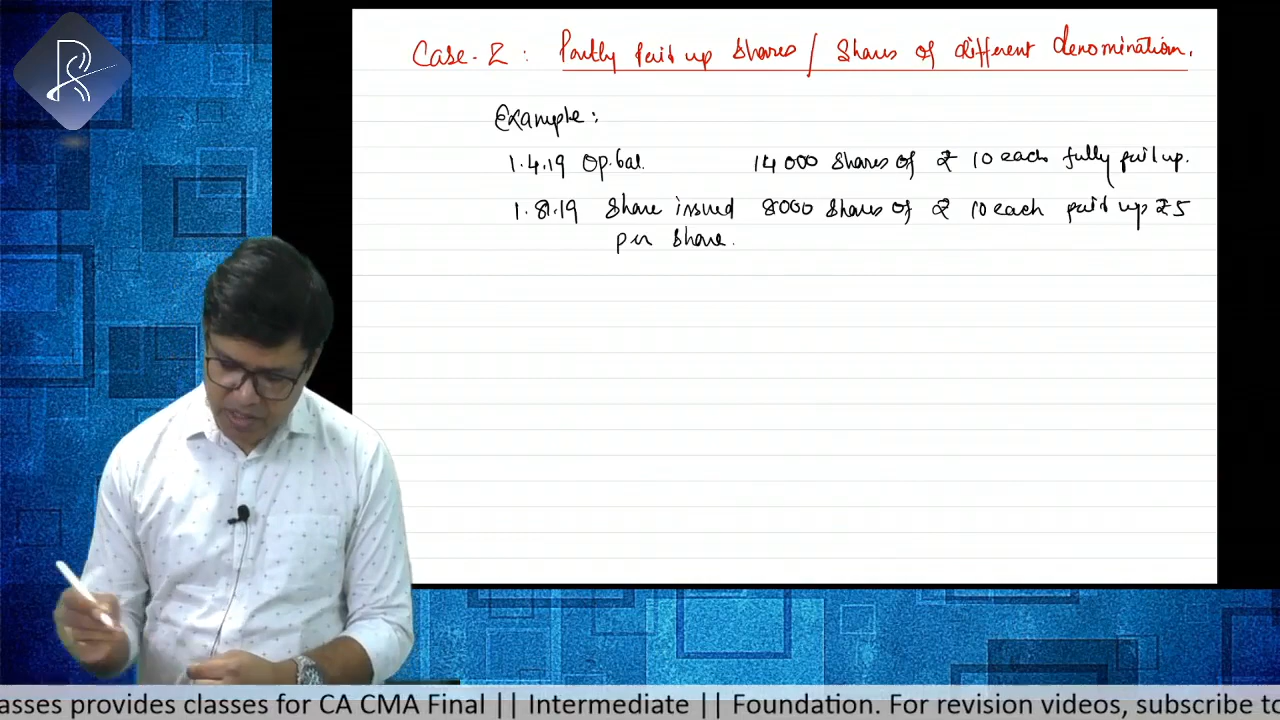 Case-2 : Partly paid up shares / Shares of different denomination.
Example:
1.4.19 Op.bal. 14000 shares of ₹ 10 each fully paid up.
1.8.19 Share issued 8000 shares of ₹ 10 each paid up ₹5
per share.
asses provides classes for CA CMA Final || Intermediate || Foundation. For revision videos, subscribe to